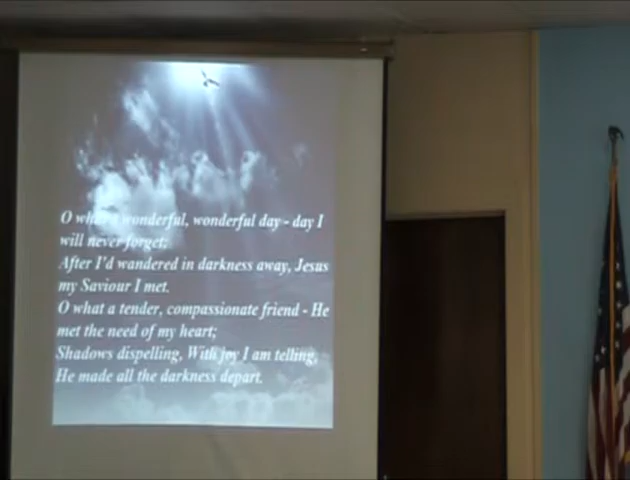 O what a wonderful, wonderful day - day I
will never forget;
After I'd wandered in darkness away, Jesus
my Saviour I met.
O what a tender, compassionate friend - He
met the need of my heart;
Shadows dispelling, With joy I am telling,
He made all the darkness depart.